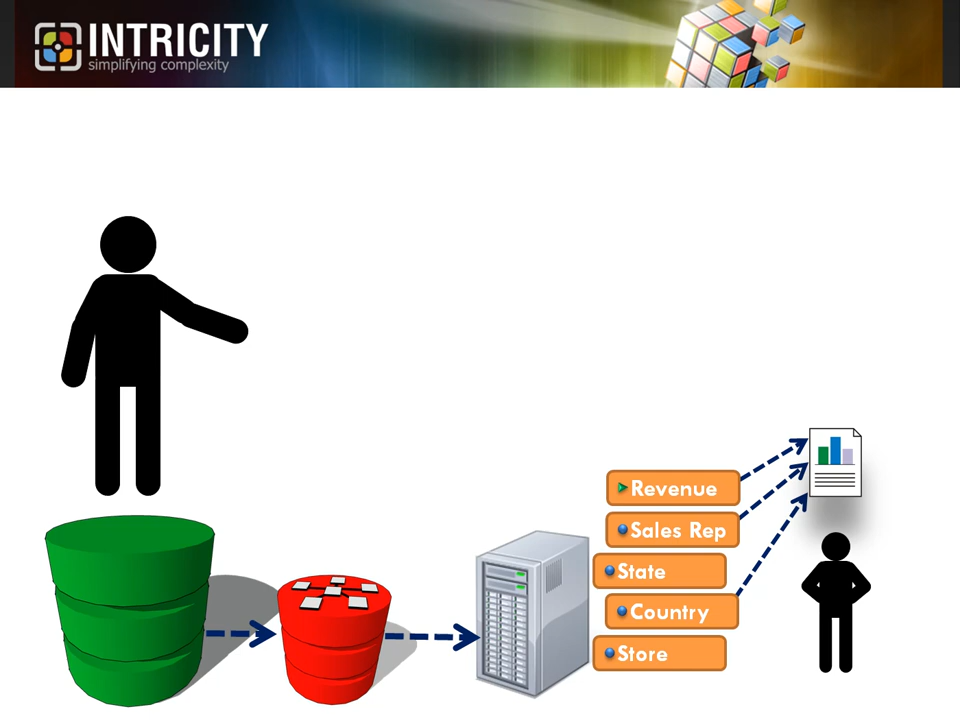 INTRICITY
simplifying complexity
Revenue
Sales Rep
State
Country
Store